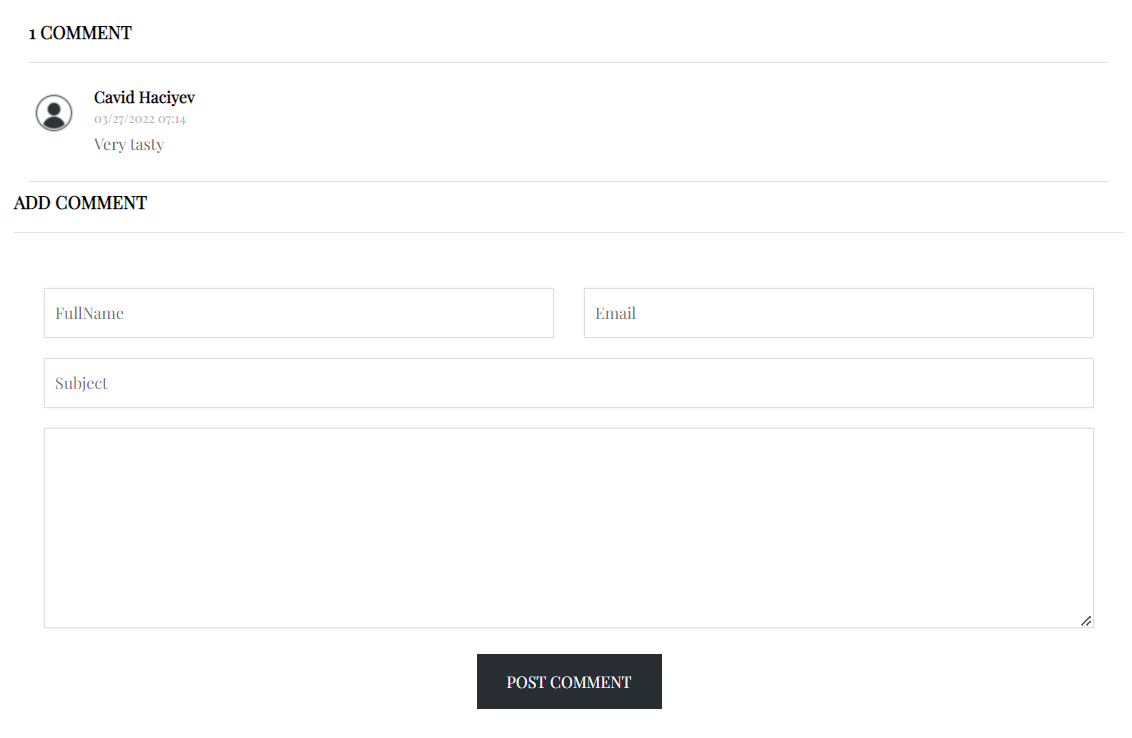 1 COMMENT
Cavid Haciyev
03/27/2022 07:14
Very tasty
ADD COMMENT
FullName
Email
Subject
POST COMMENT